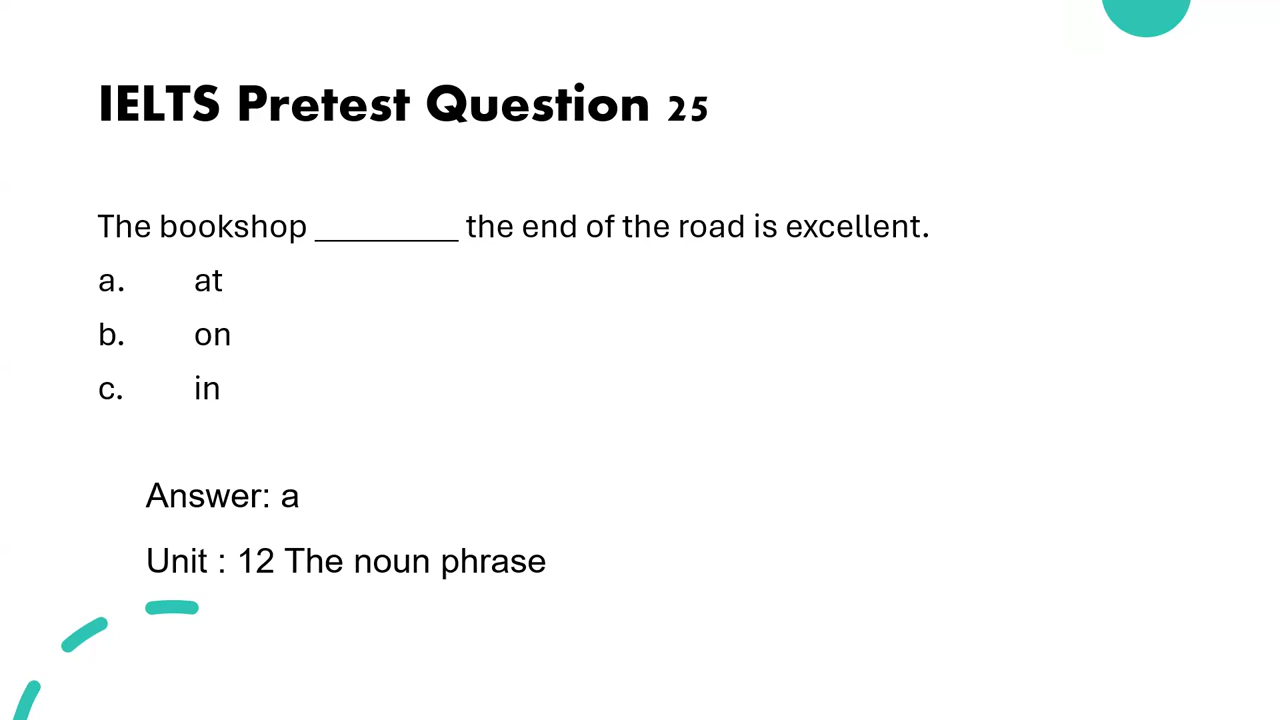 IELTS Pretest Question 25
The bookshop _________ the end of the road is excellent.
a. at
b. on
c. in
Answer: a
Unit : 12 The noun phrase